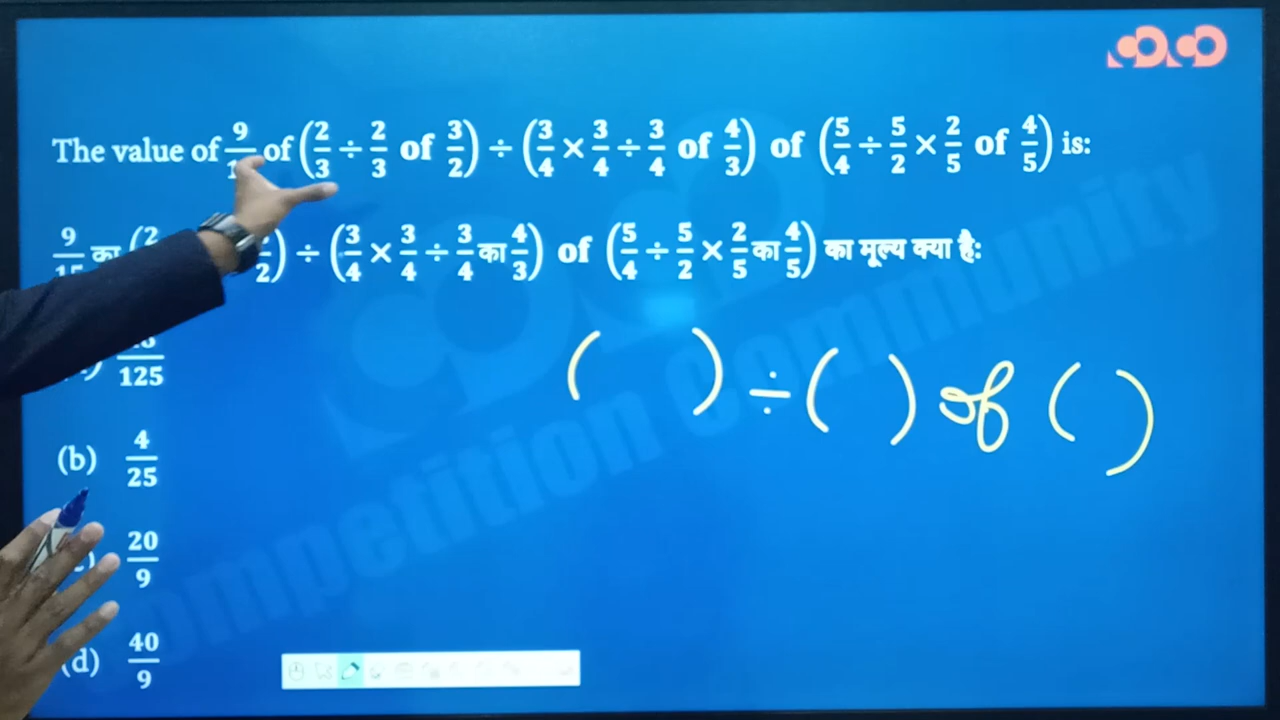 The value of 9/1 of (2/3 ÷ 2/3 of 3/2) ÷ (3/4 × 3/4 ÷ 3/4 of 4/3) of (5/4 ÷ 5/2 × 2/5 of 4/5) is:
9/15 का (2 2) ÷ (3/4 × 3/4 ÷ 3/4 का 4/3) of (5/4 ÷ 5/2 × 2/5 का 4/5) का मूल्य क्या है:
( ) ÷ ( ) of ( )
125
(b) 4/25
20/9
(d) 40/9
Competition Community